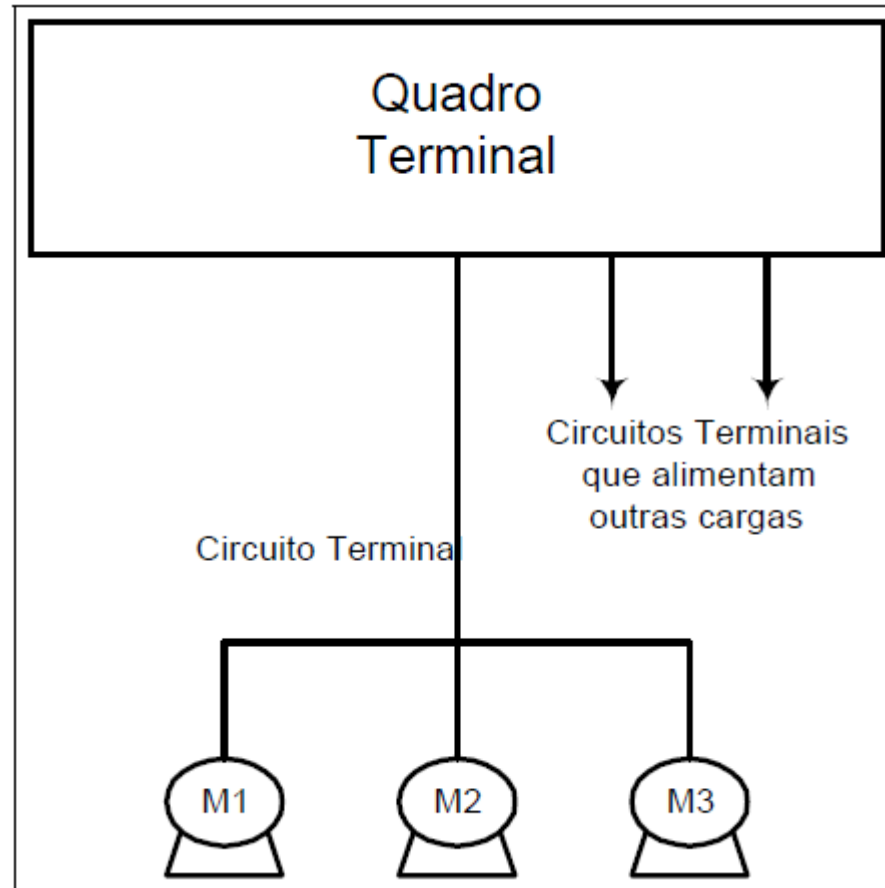 Quadro
Terminal
Circuitos Terminais
que alimentam
outras cargas
Circuito Terminal
M1
M2
M3